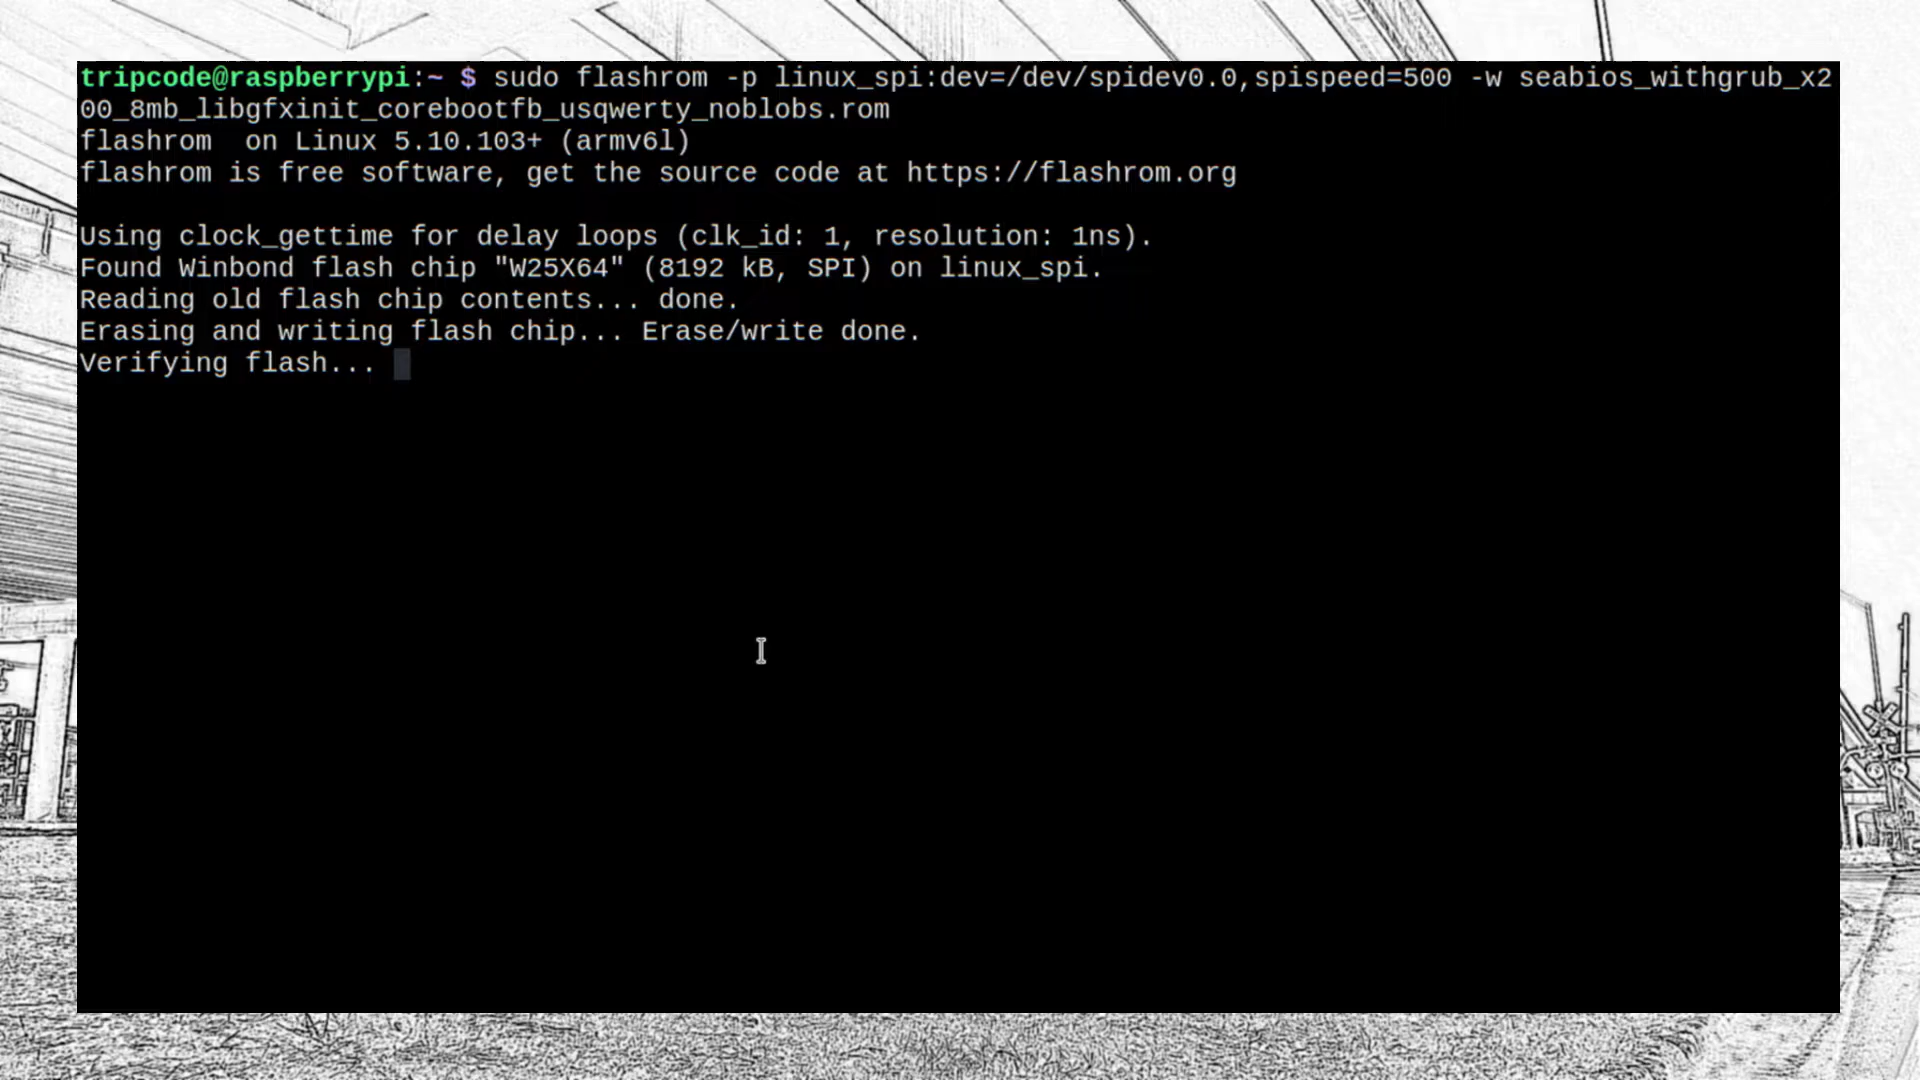 tripcode@raspberrypi:~ $ sudo flashrom -p linux_spi:dev=/dev/spidev0.0,spispeed=500 -w seabios_withgrub_x2
00_8mb_libgfxinit_corebootfb_usqwerty_noblobs.rom
flashrom  on Linux 5.10.103+ (armv6l)
flashrom is free software, get the source code at https://flashrom.org

Using clock_gettime for delay loops (clk_id: 1, resolution: 1ns).
Found Winbond flash chip "W25X64" (8192 kB, SPI) on linux_spi.
Reading old flash chip contents... done.
Erasing and writing flash chip... Erase/write done.
Verifying flash...